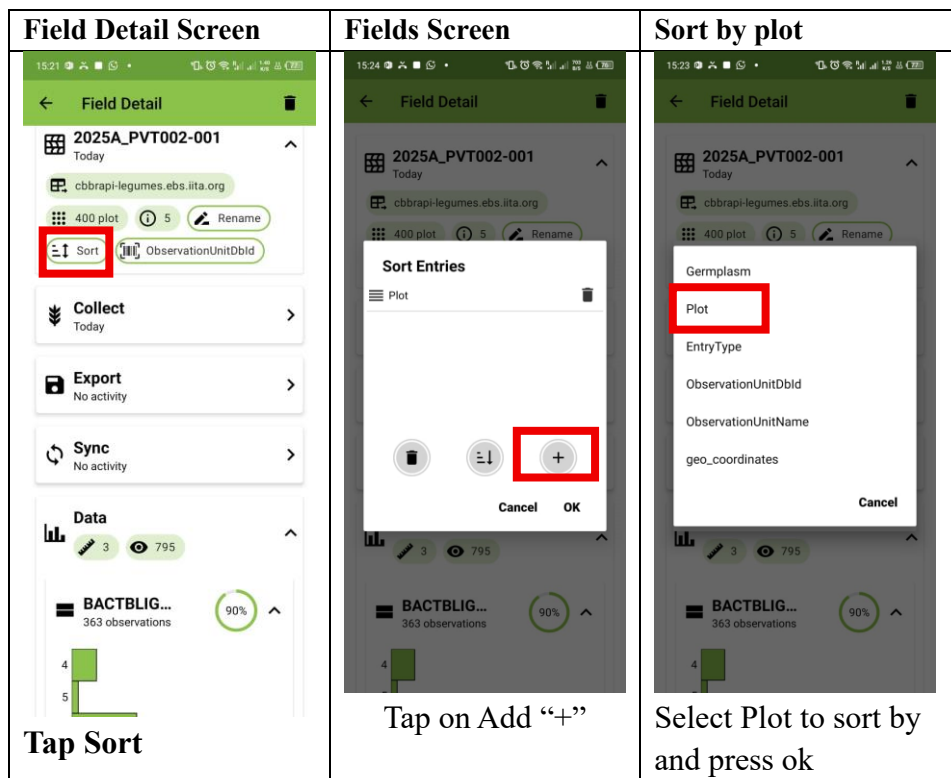 Field Detail Screen
15:21
1.40 K/S 77
Field Detail
2025A_PVT002-001
Today
cbbrapi-legumes.ebs.iita.org
400 plot 5 Rename
Sort ObservationUnitDbId
Collect
Today
Export
No activity
Sync
No activity
Data
3 795
BACTBLIG...
363 observations
90%
4
5
Tap Sort
Fields Screen
15:24
Field Detail
2025A_PVT002-001
Today
cbbrapi-legumes.ebs.iita.org
400 plot 5 Rename
Sort Entries
Plot
+
Cancel OK
3 795
BACTBLIG...
363 observations
90%
4
Tap on Add “+”
Sort by plot
15:23
Field Detail
2025A_PVT002-001
Today
cbbrapi-legumes.ebs.iita.org
400 plot 5 Rename
Germplasm
Plot
EntryType
ObservationUnitDbId
ObservationUnitName
geo_coordinates
Cancel
3 795
BACTBLIG...
363 observations
90%
4
Select Plot to sort by
and press ok